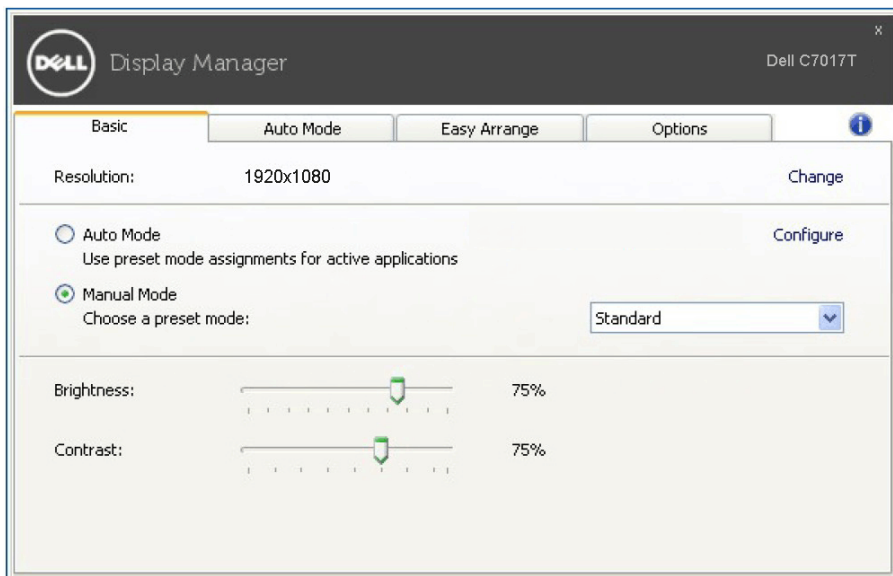 x
DELL Display Manager Dell C7017T
Basic Auto Mode Easy Arrange Options i
Resolution: 1920x1080 Change
Auto Mode Configure
Use preset mode assignments for active applications
Manual Mode
Choose a preset mode: Standard
Brightness: 75%
Contrast: 75%